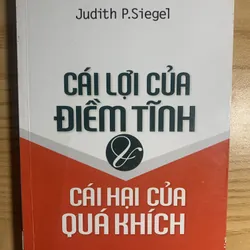 Judith P.Siegel
CÁI LỢI CỦA
ĐIỀM TĨNH
&
CÁI HẠI CỦA
QUÁ KHÍCH